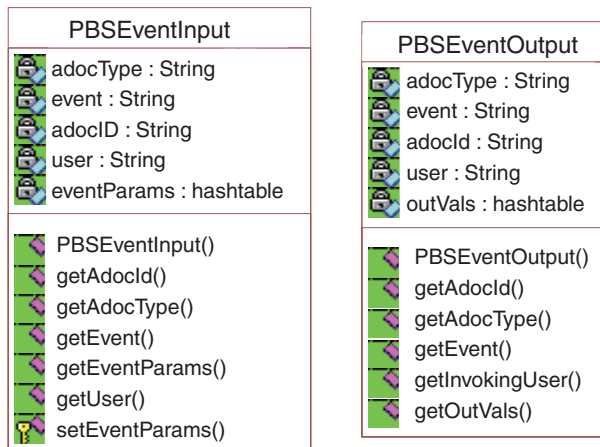 PBSEventInput
adocType : String
event : String
adocID : String
user : String
eventParams : hashtable
PBSEventInput()
getAdocId()
getAdocType()
getEvent()
getEventParams()
getUser()
setEventParams()
PBSEventOutput
adocType : String
event : String
adocId : String
user : String
outVals : hashtable
PBSEventOutput()
getAdocId()
getAdocType()
getEvent()
getInvokingUser()
getOutVals()